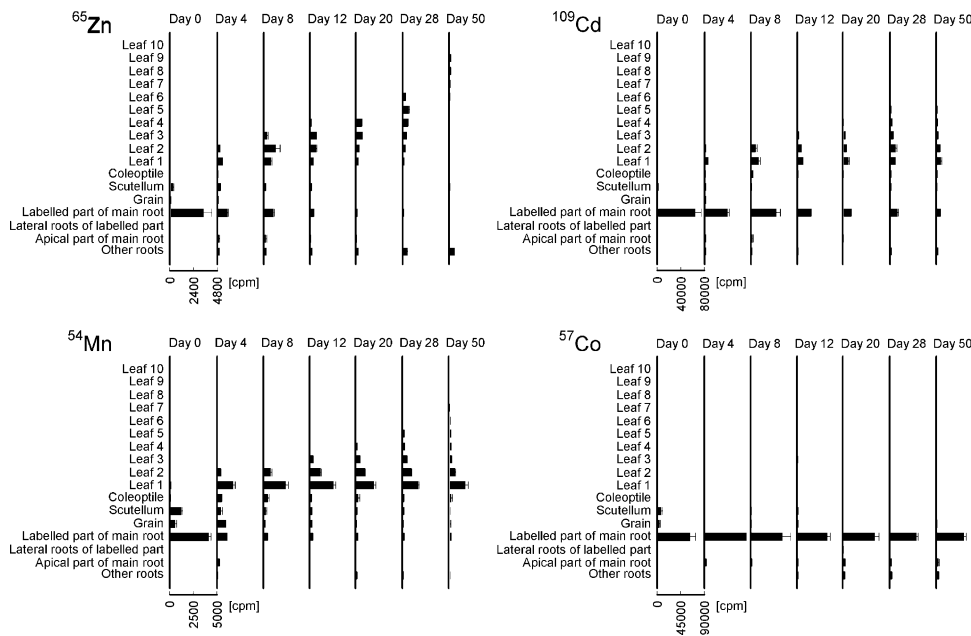 65Zn
Day 0 Day 4 Day 8 Day 12 Day 20 Day 28 Day 50
Leaf 10
Leaf 9
Leaf 8
Leaf 7
Leaf 6
Leaf 5
Leaf 4
Leaf 3
Leaf 2
Leaf 1
Coleoptile
Scutellum
Grain
Labelled part of main root
Lateral roots of labelled part
Apical part of main root
Other roots
0 2400 4800 [cpm]
109Cd
Day 0 Day 4 Day 8 Day 12 Day 20 Day 28 Day 50
Leaf 10
Leaf 9
Leaf 8
Leaf 7
Leaf 6
Leaf 5
Leaf 4
Leaf 3
Leaf 2
Leaf 1
Coleoptile
Scutellum
Grain
Labelled part of main root
Lateral roots of labelled part
Apical part of main root
Other roots
0 40000 80000 [cpm]
54Mn
Day 0 Day 4 Day 8 Day 12 Day 20 Day 28 Day 50
Leaf 10
Leaf 9
Leaf 8
Leaf 7
Leaf 6
Leaf 5
Leaf 4
Leaf 3
Leaf 2
Leaf 1
Coleoptile
Scutellum
Grain
Labelled part of main root
Lateral roots of labelled part
Apical part of main root
Other roots
0 2500 5000 [cpm]
57Co
Day 0 Day 4 Day 8 Day 12 Day 20 Day 28 Day 50
Leaf 10
Leaf 9
Leaf 8
Leaf 7
Leaf 6
Leaf 5
Leaf 4
Leaf 3
Leaf 2
Leaf 1
Coleoptile
Scutellum
Grain
Labelled part of main root
Lateral roots of labelled part
Apical part of main root
Other roots
0 45000 90000 [cpm]